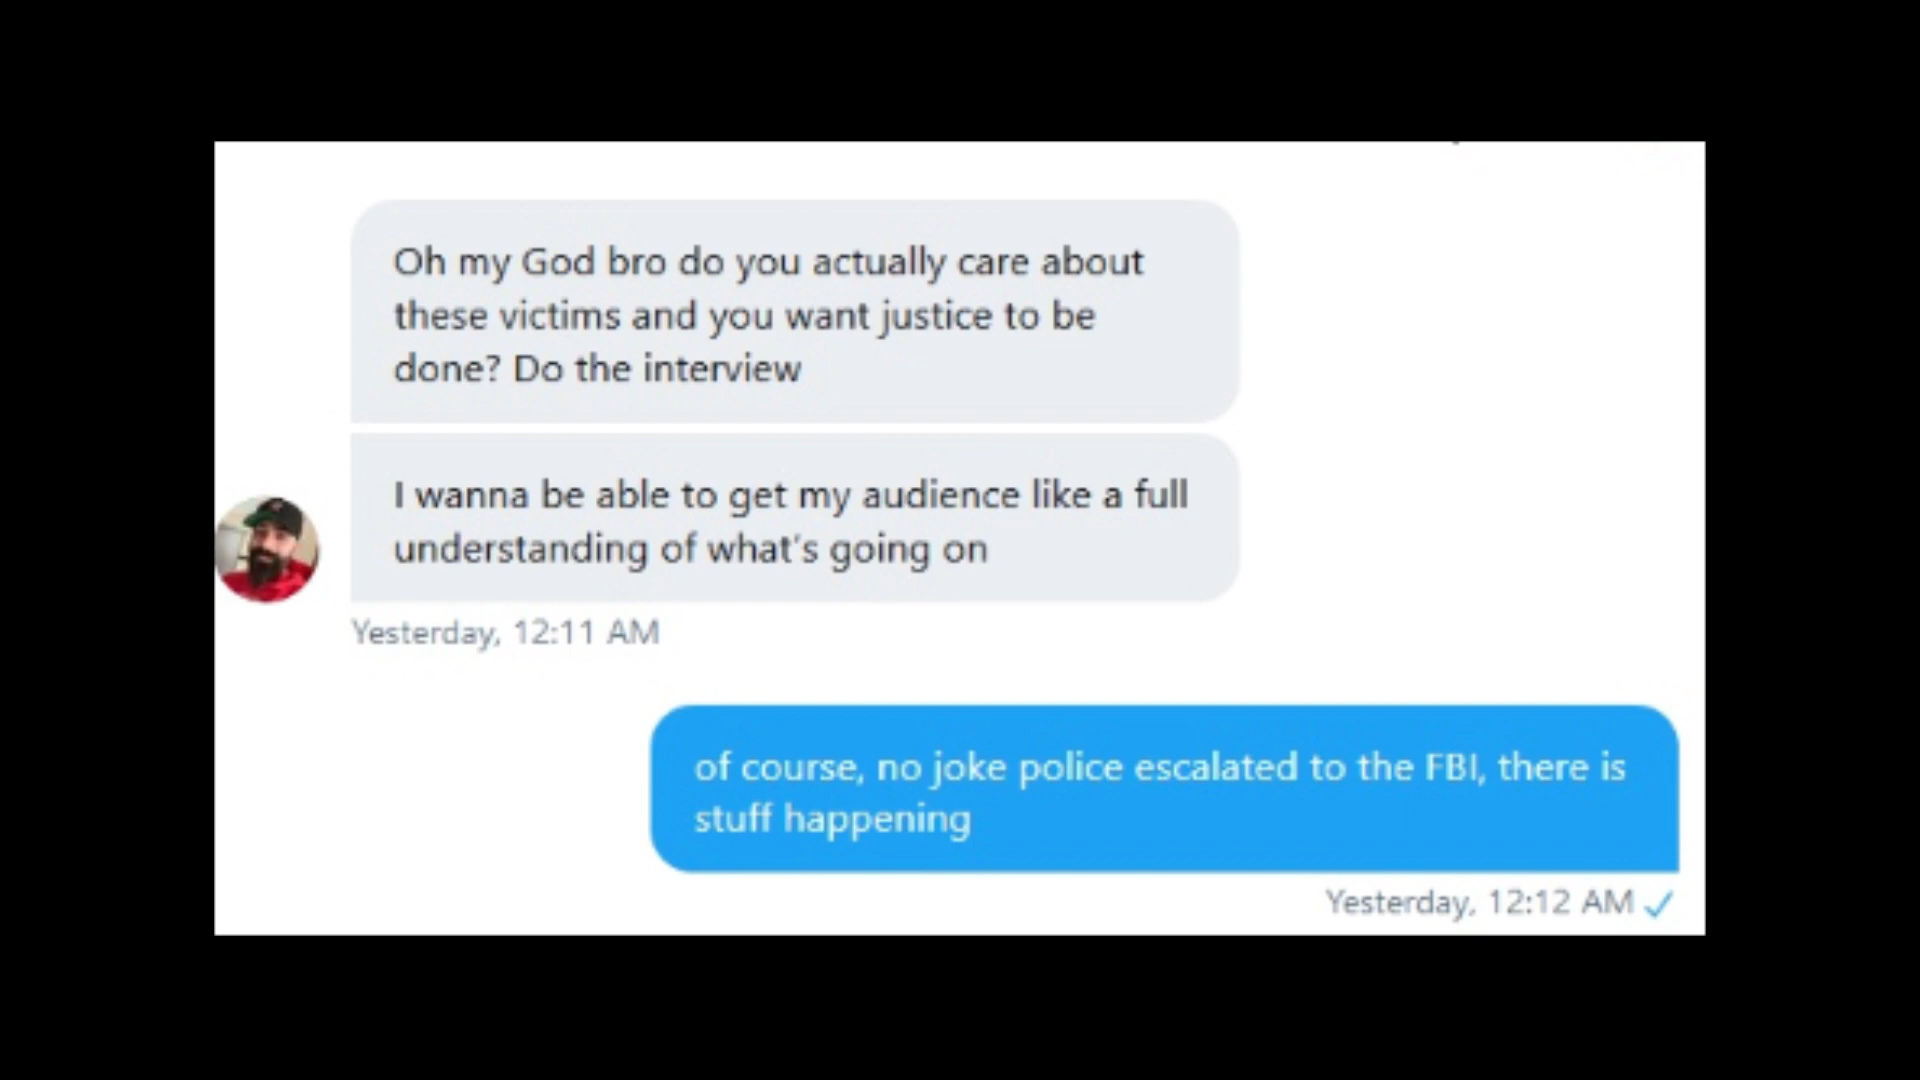 Oh my God bro do you actually care about
these victims and you want justice to be
done? Do the interview
I wanna be able to get my audience like a full
understanding of what's going on
Yesterday, 12:11 AM
of course, no joke police escalated to the FBI, there is
stuff happening
Yesterday, 12:12 AM